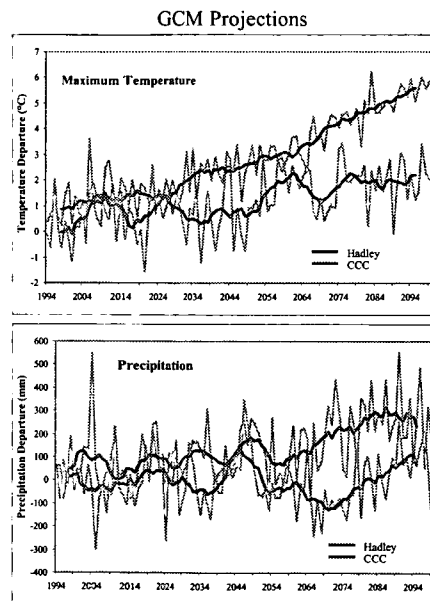 GCM Projections
Maximum Temperature
Temperature Departure (°C)
7
6
5
4
3
2
1
0
-1
-2
Hadley
CCC
1994 2004 2014 2024 2034 2044 2054 2064 2074 2084 2094
Precipitation
Precipitation Departure (mm)
600
500
400
300
200
100
0
-100
-200
-300
-400
Hadley
CCC
1994 2004 2014 2024 2034 2044 2054 2064 2074 2084 2094